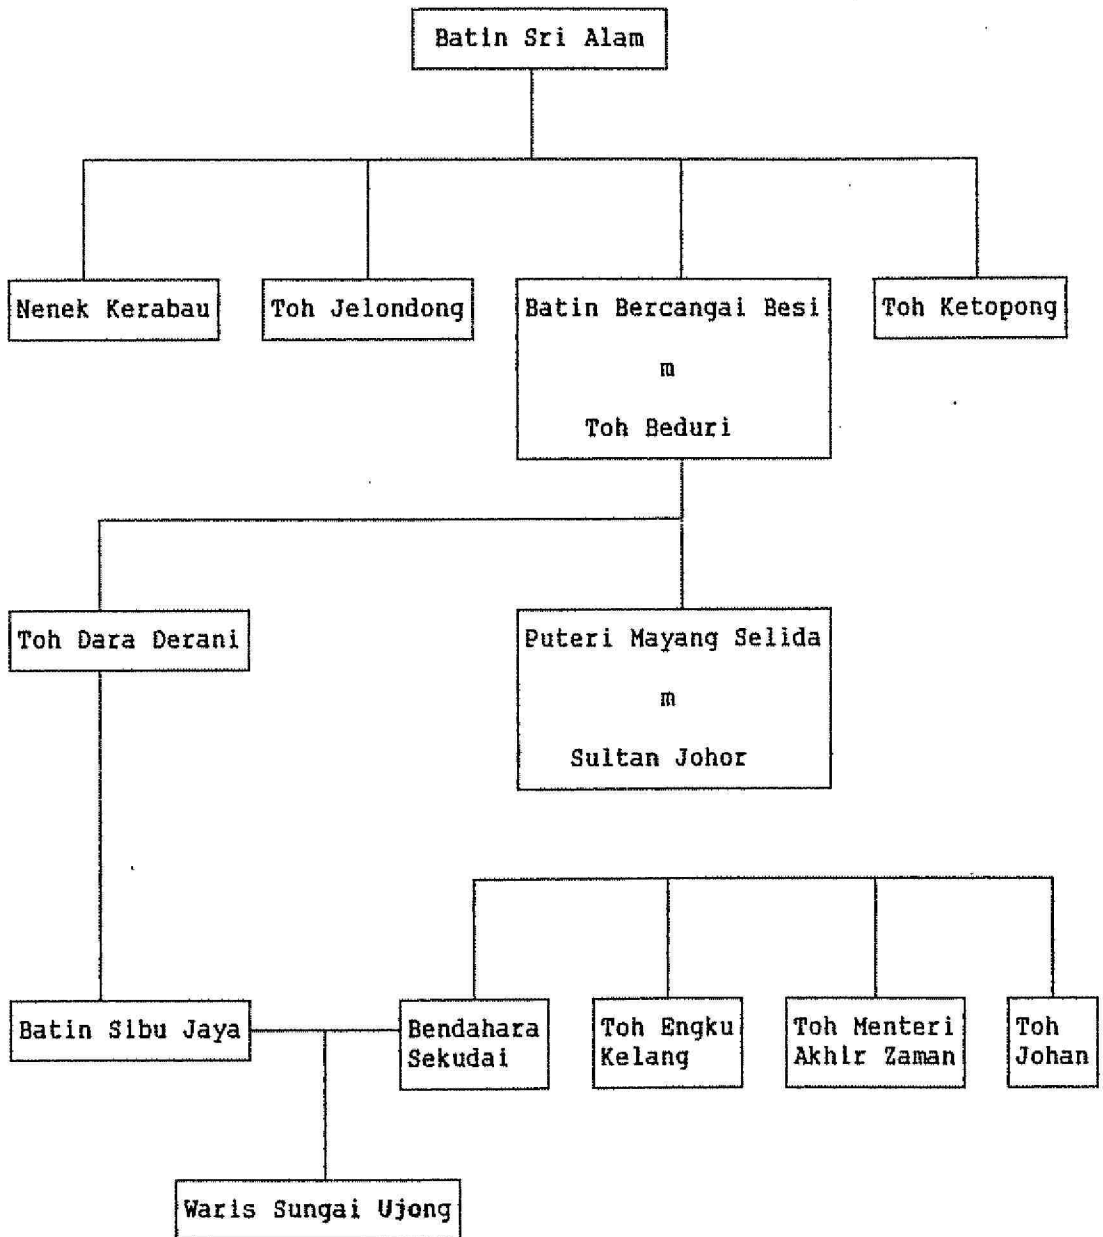 Batin Sri Alam
Nenek Kerabau
Toh Jelondong
Batin Bercangai Besi
m
Toh Beduri
Toh Ketopong
Toh Dara Derani
Puteri Mayang Selida
m
Sultan Johor
Batin Sibu Jaya
Bendahara
Sekudai
Toh Engku
Kelang
Toh Menteri
Akhir Zaman
Toh
Johan
Waris Sungai Ujong